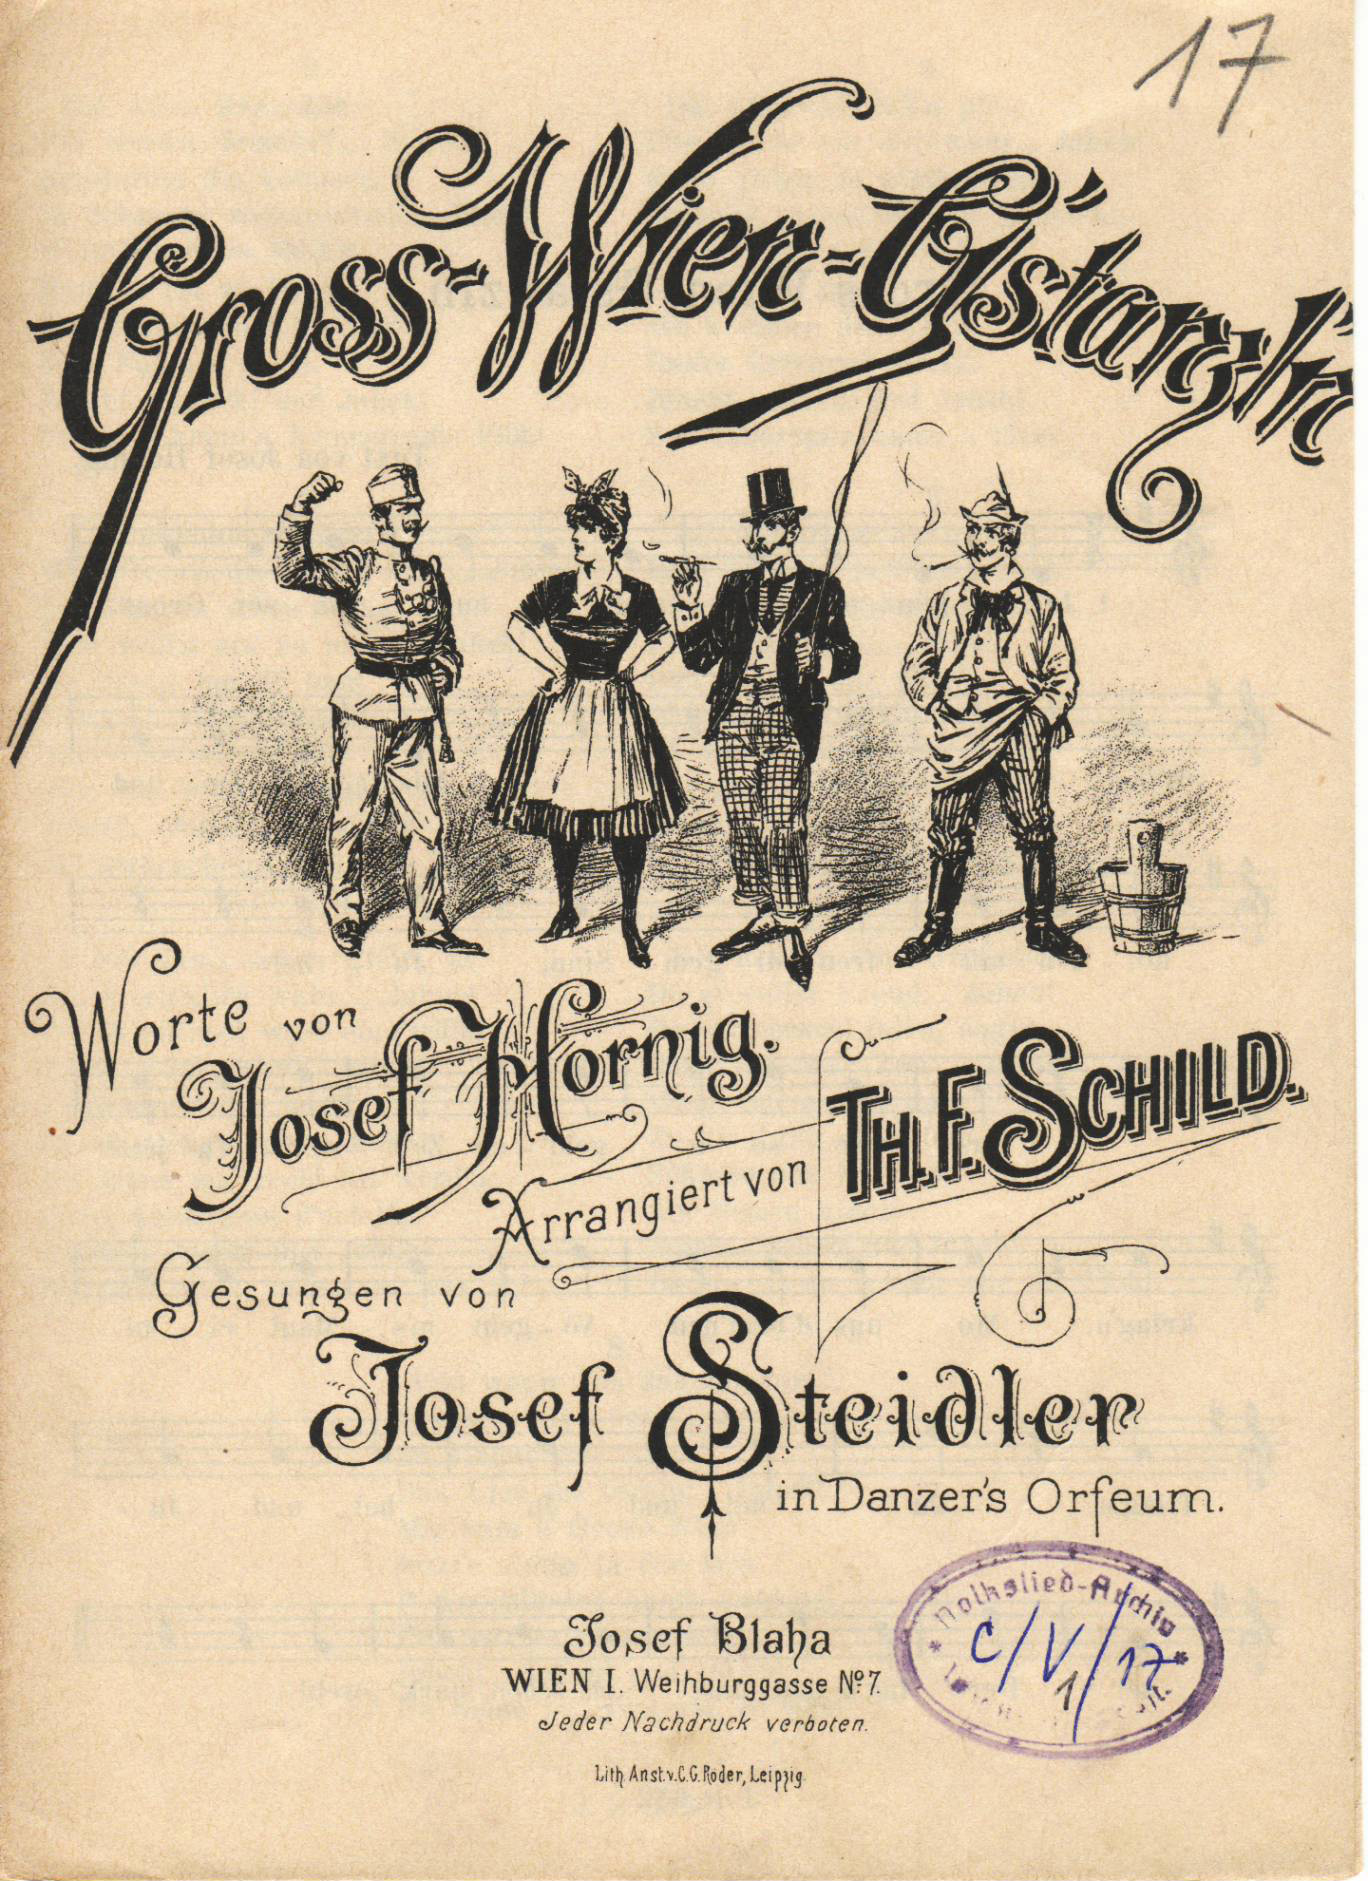 17
Gross-Wien-G'stanzln
Worte von
Josef Hornig.
Arrangiert von
TH. F. SCHILD.
Gesungen von
Josef Steidler
in Danzer's Orfeum.
Josef Blaha
WIEN I. Weihburggasse No. 7.
Jeder Nachdruck verboten.
Lith. Anst. v. C. G. Röder, Leipzig.
* Volkslied-Archiv *
C/V/17
1